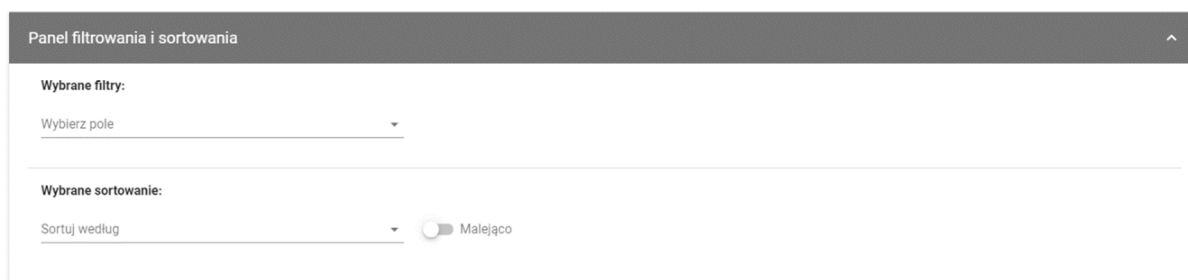 Panel filtrowania i sortowania
Wybrane filtry:
Wybierz pole
Wybrane sortowanie:
Sortuj według
Malejąco